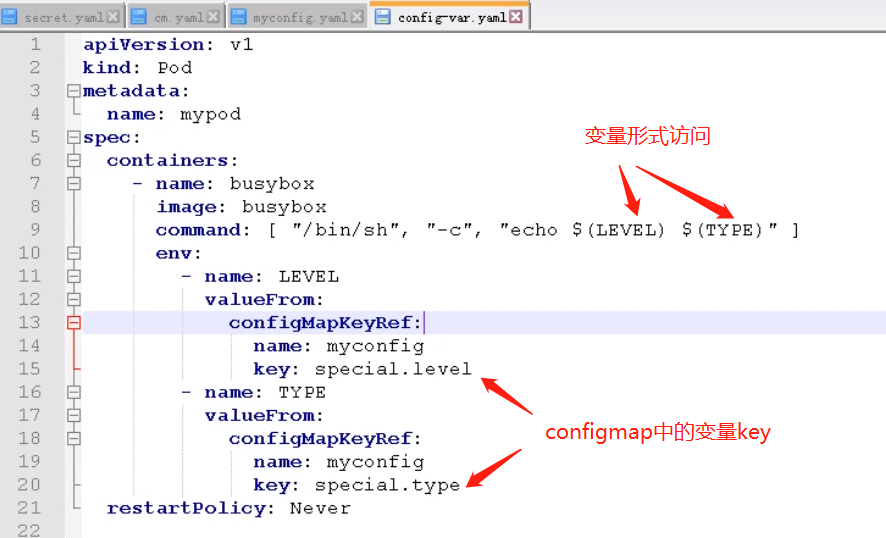 secret.yaml cm.yaml myconfig.yaml config-var.yaml
1 apiVersion: v1
2 kind: Pod
3 metadata:
4 name: mypod
5 spec:
变量形式访问
6 containers:
7 - name: busybox
8 image: busybox
9 command: [ "/bin/sh", "-c", "echo $(LEVEL) $(TYPE)" ]
10 env:
11 - name: LEVEL
12 valueFrom:
13 configMapKeyRef:
14 name: myconfig
15 key: special.level
16 - name: TYPE
17 valueFrom:
18 configMapKeyRef:
configmap中的变量key
19 name: myconfig
20 key: special.type
21 restartPolicy: Never
22